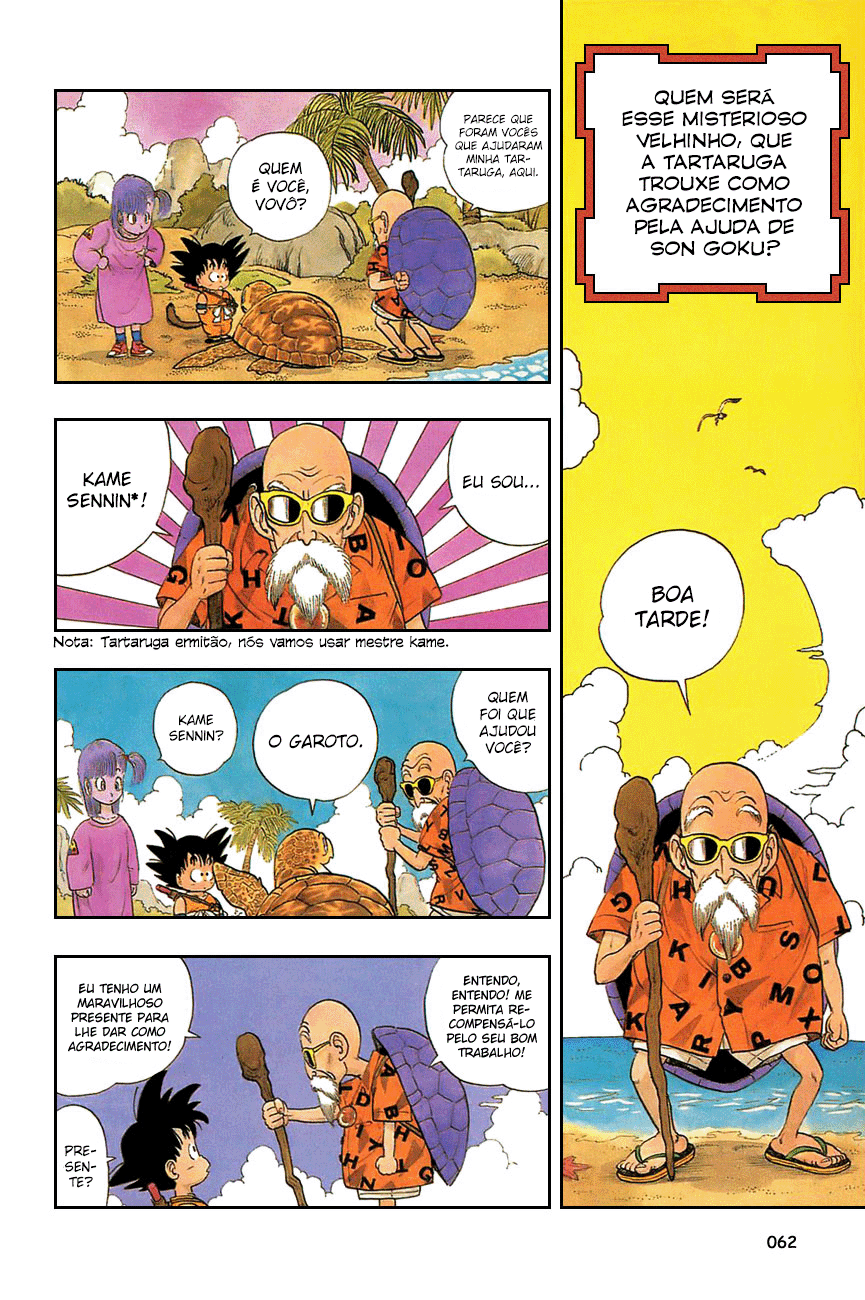 QUEM SERÁ
ESSE MISTERIOSO
VELHINHO, QUE
A TARTARUGA
TROUXE COMO
AGRADECIMENTO
PELA AJUDA DE
SON GOKU?
BOA
TARDE!
PARECE QUE
FORAM VOCÊS
QUE AJUDARAM
MINHA TAR-
TARUGA, AQUI.
QUEM
É VOCÊ,
VOVÔ?
EU SOU...
KAME
SENNIN*!
Nota: Tartaruga ermitão, nós vamos usar mestre kame.
QUEM
FOI QUE
AJUDOU
VOCÊ?
O GAROTO.
KAME
SENNIN?
ENTENDO,
ENTENDO! ME
PERMITA RE-
COMPENSÁ-LO
PELO SEU BOM
TRABALHO!
EU TENHO UM
MARAVILHOSO
PRESENTE PARA
LHE DAR COMO
AGRADECIMENTO!
PRE-
SEN-
TE?
062